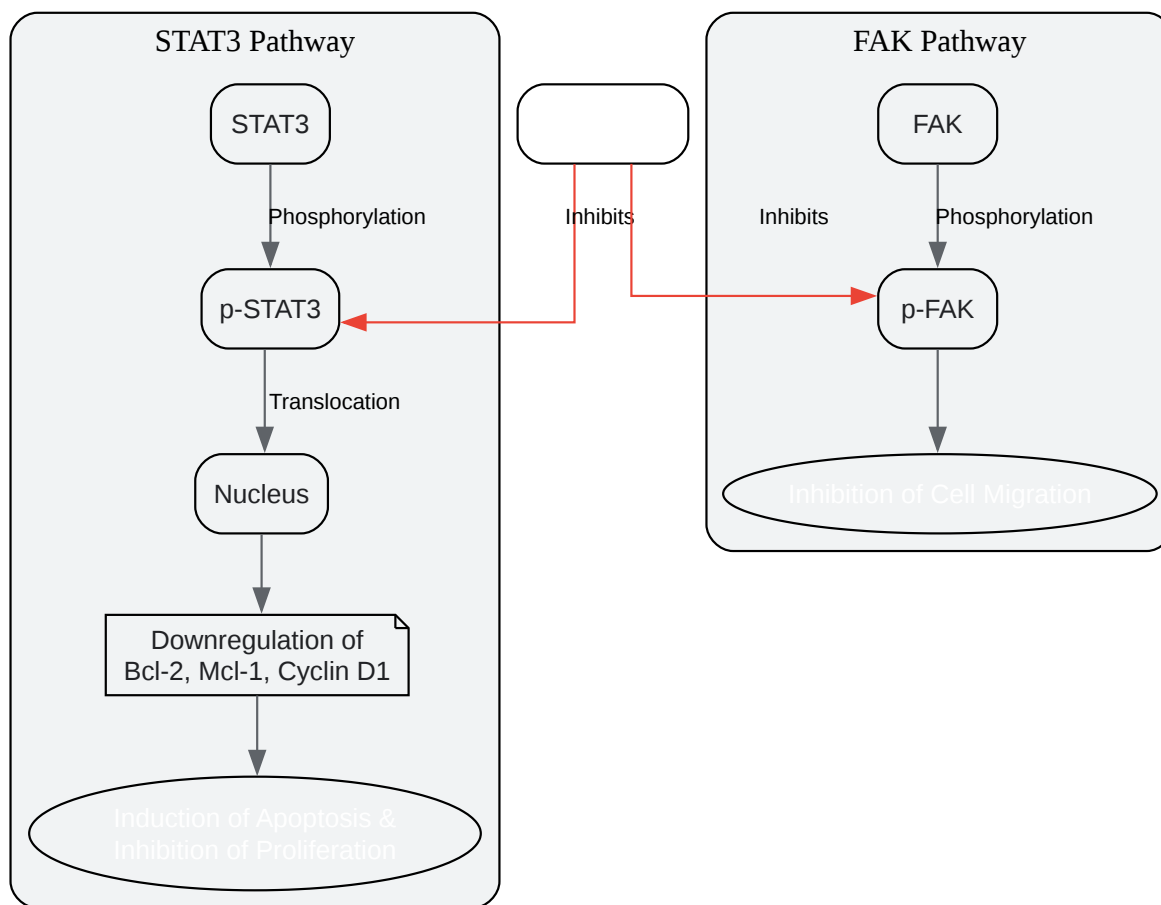 STAT3 Pathway
FAK Pathway
STAT3
FAK
Phosphorylation
Inhibits
Inhibits
Phosphorylation
p-STAT3
p-FAK
Translocation
Nucleus
Inhibition of Cell Migration
Downregulation of
Bcl-2, Mcl-1, Cyclin D1
Induction of Apoptosis &
Inhibition of Proliferation